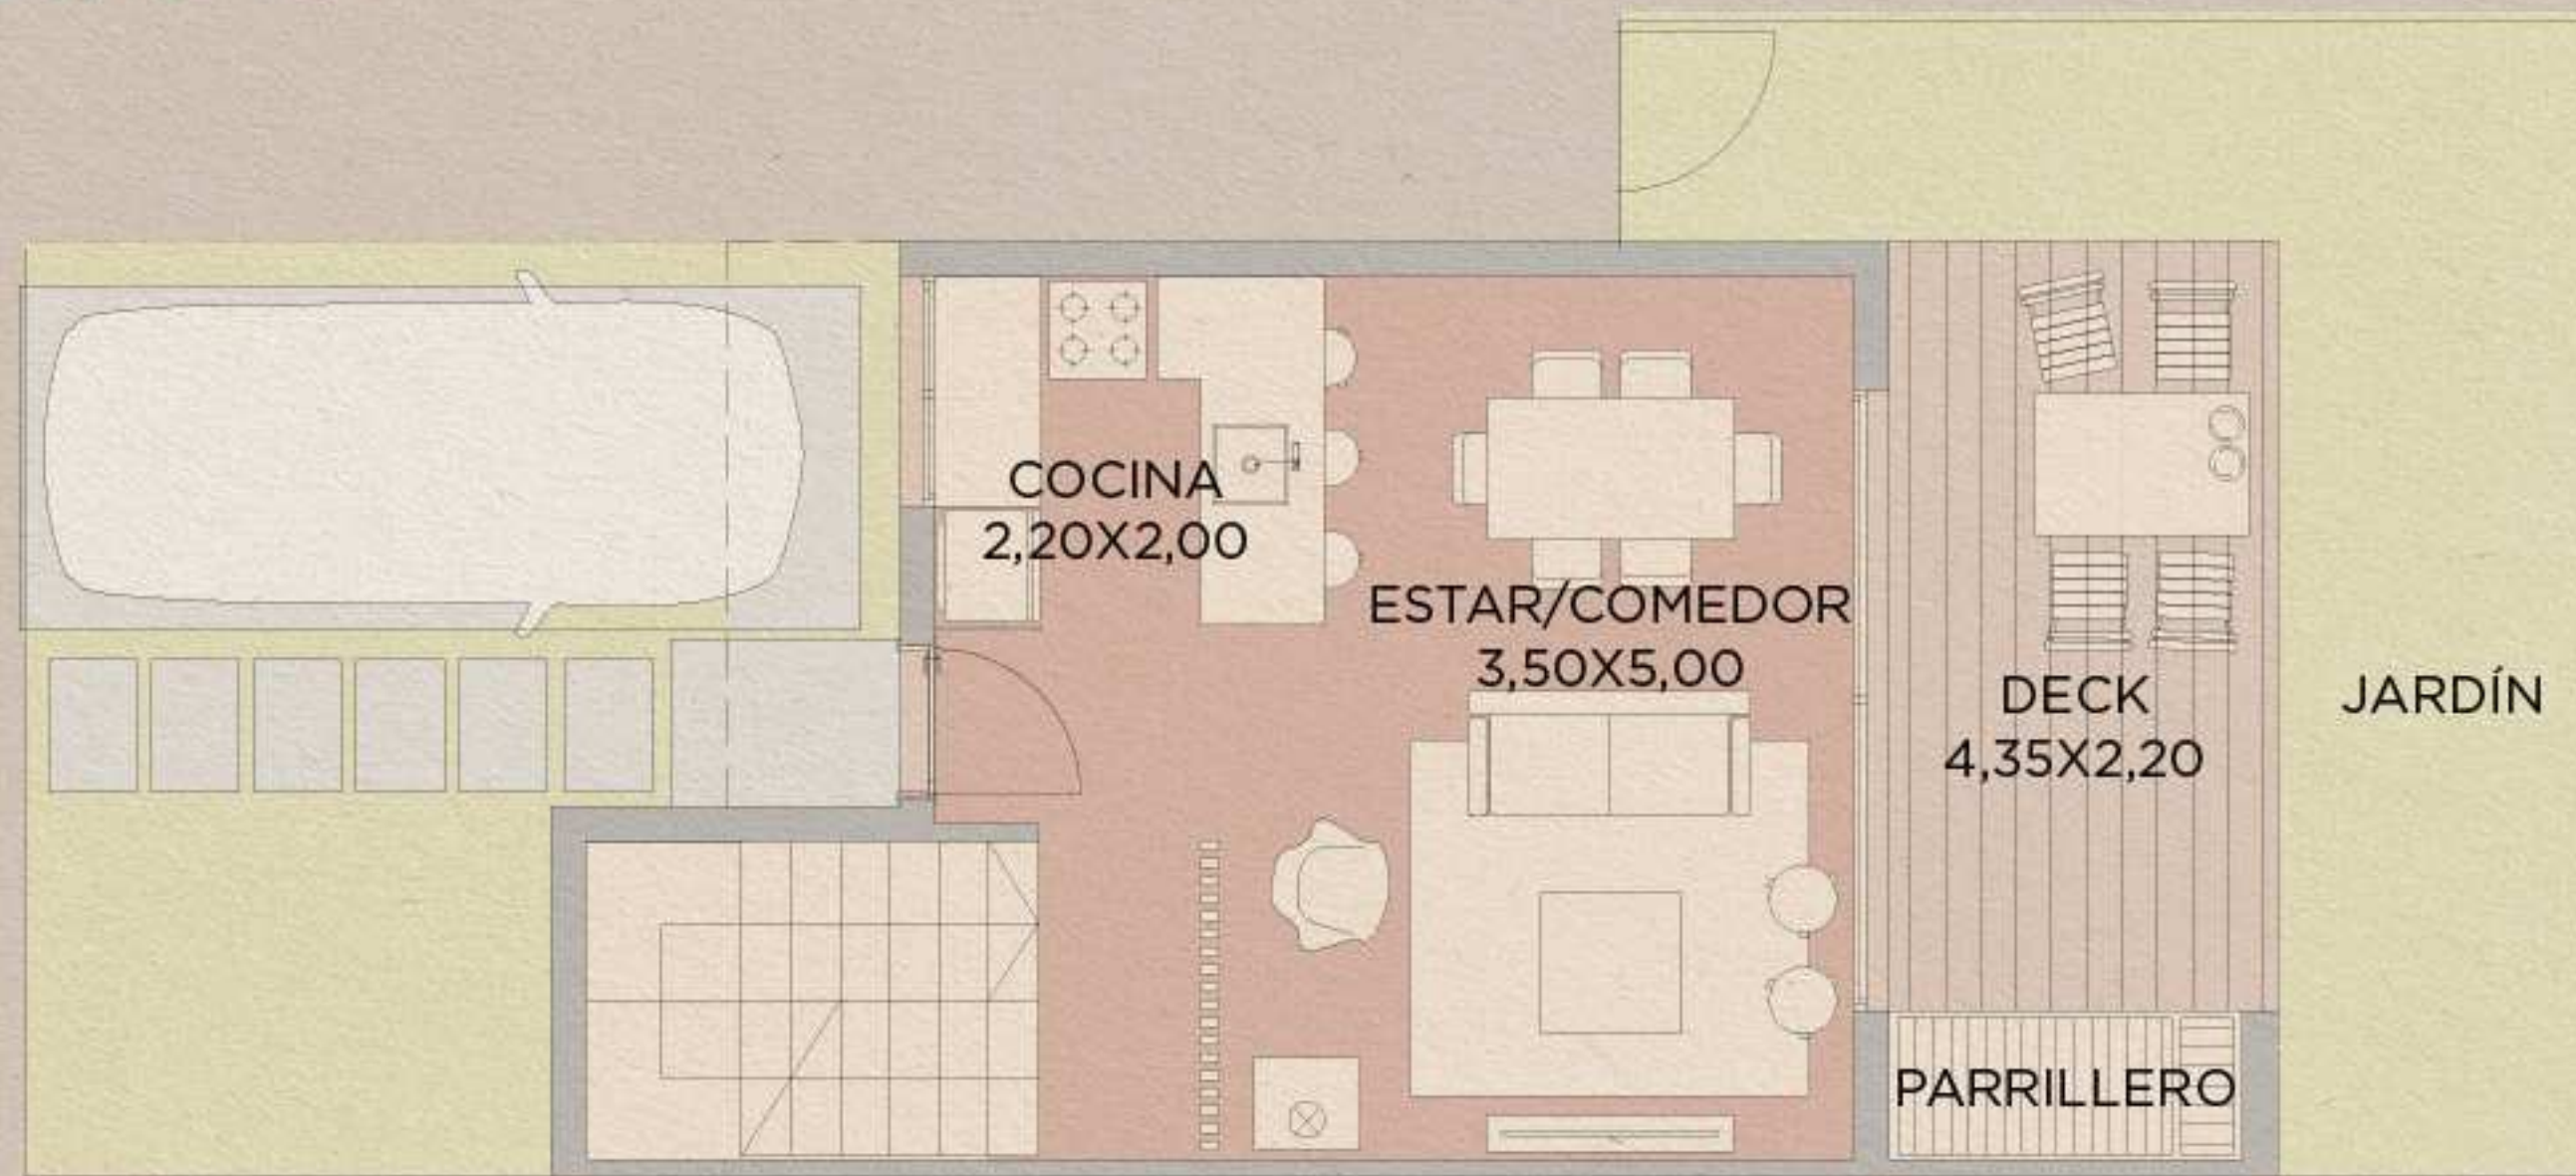 COCINA
2,20X2,00
ESTAR/COMEDOR
3,50X5,00
DECK
4,35X2,20
JARDÍN
PARRILLERO